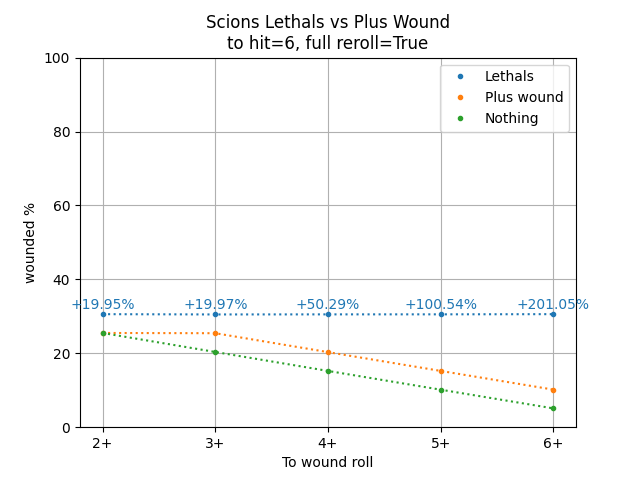 Scions Lethals vs Plus Wound
to hit=6, full reroll=True
100
80
60
40
20
0
wounded %
Lethals
Plus wound
Nothing
+19.95% +19.97% +50.29% +100.54% +201.05%
2+ 3+ 4+ 5+ 6+
To wound roll